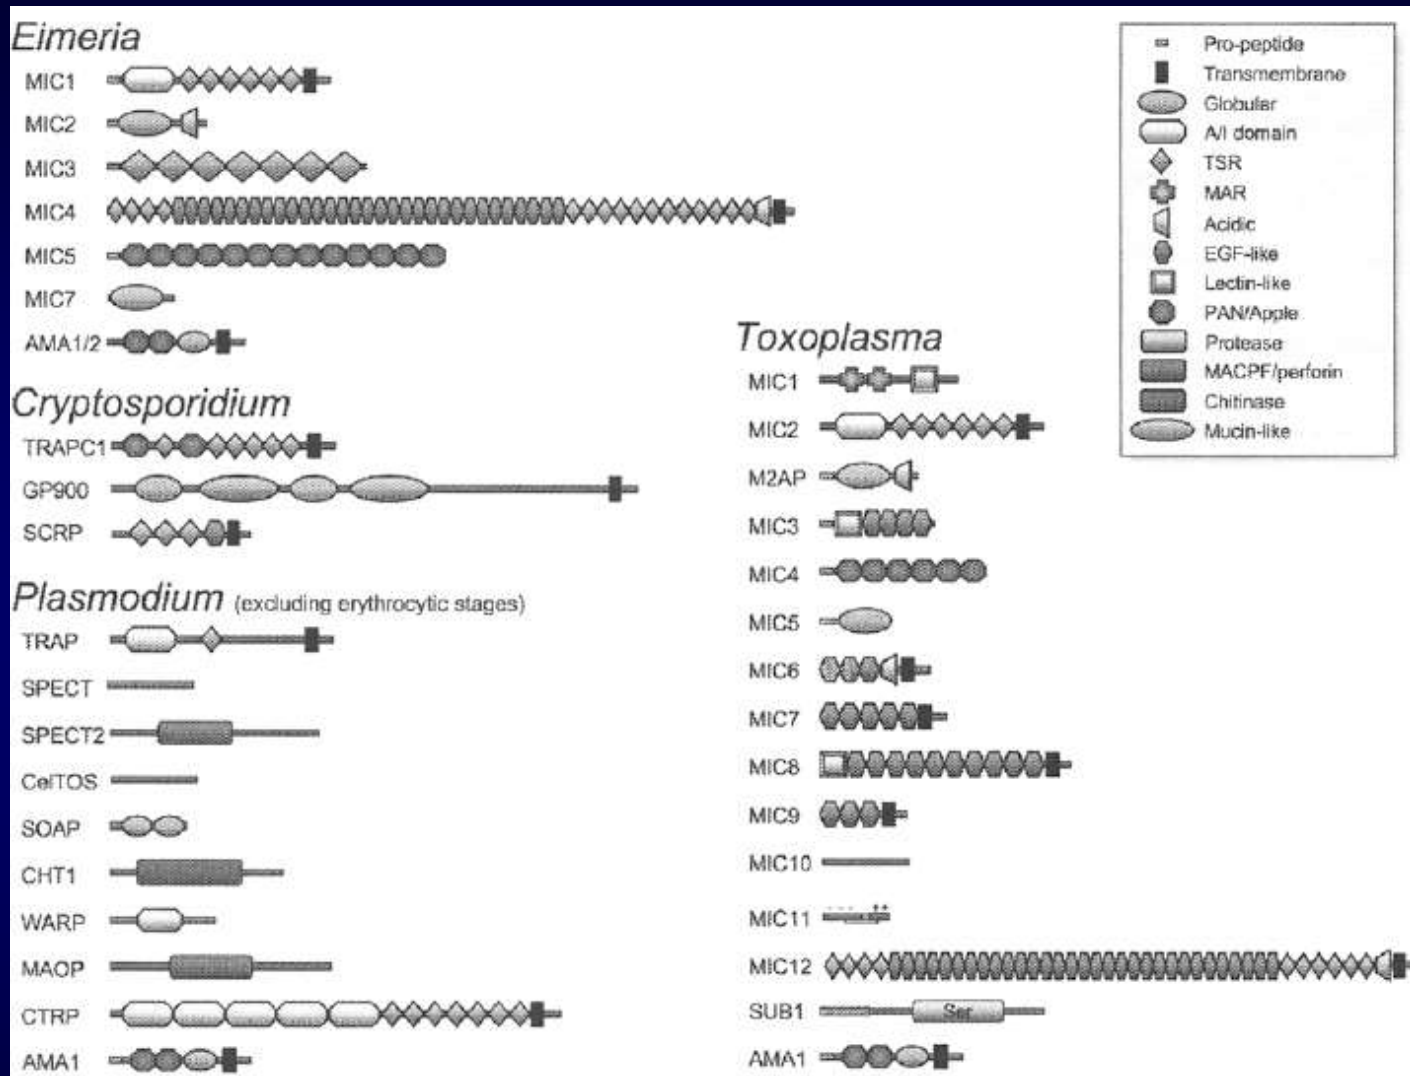 Eimeria
MIC1
MIC2
MIC3
MIC4
MIC5
MIC7
AMA1/2
Cryptosporidium
TRAPC1
GP900
SCRP
Plasmodium (excluding erythrocytic stages)
TRAP
SPECT
SPECT2
CelTOS
SOAP
CHT1
WARP
MAOP
CTRP
AMA1
Toxoplasma
MIC1
MIC2
M2AP
MIC3
MIC4
MIC5
MIC6
MIC7
MIC8
MIC9
MIC10
MIC11 - - - - ++
MIC12
SUB1 Ser
AMA1
Pro-peptide
Transmembrane
Globular
A/I domain
TSR
MAR
Acidic
EGF-like
Lectin-like
PAN/Apple
Protease
MACPF/perforin
Chitinase
Mucin-like